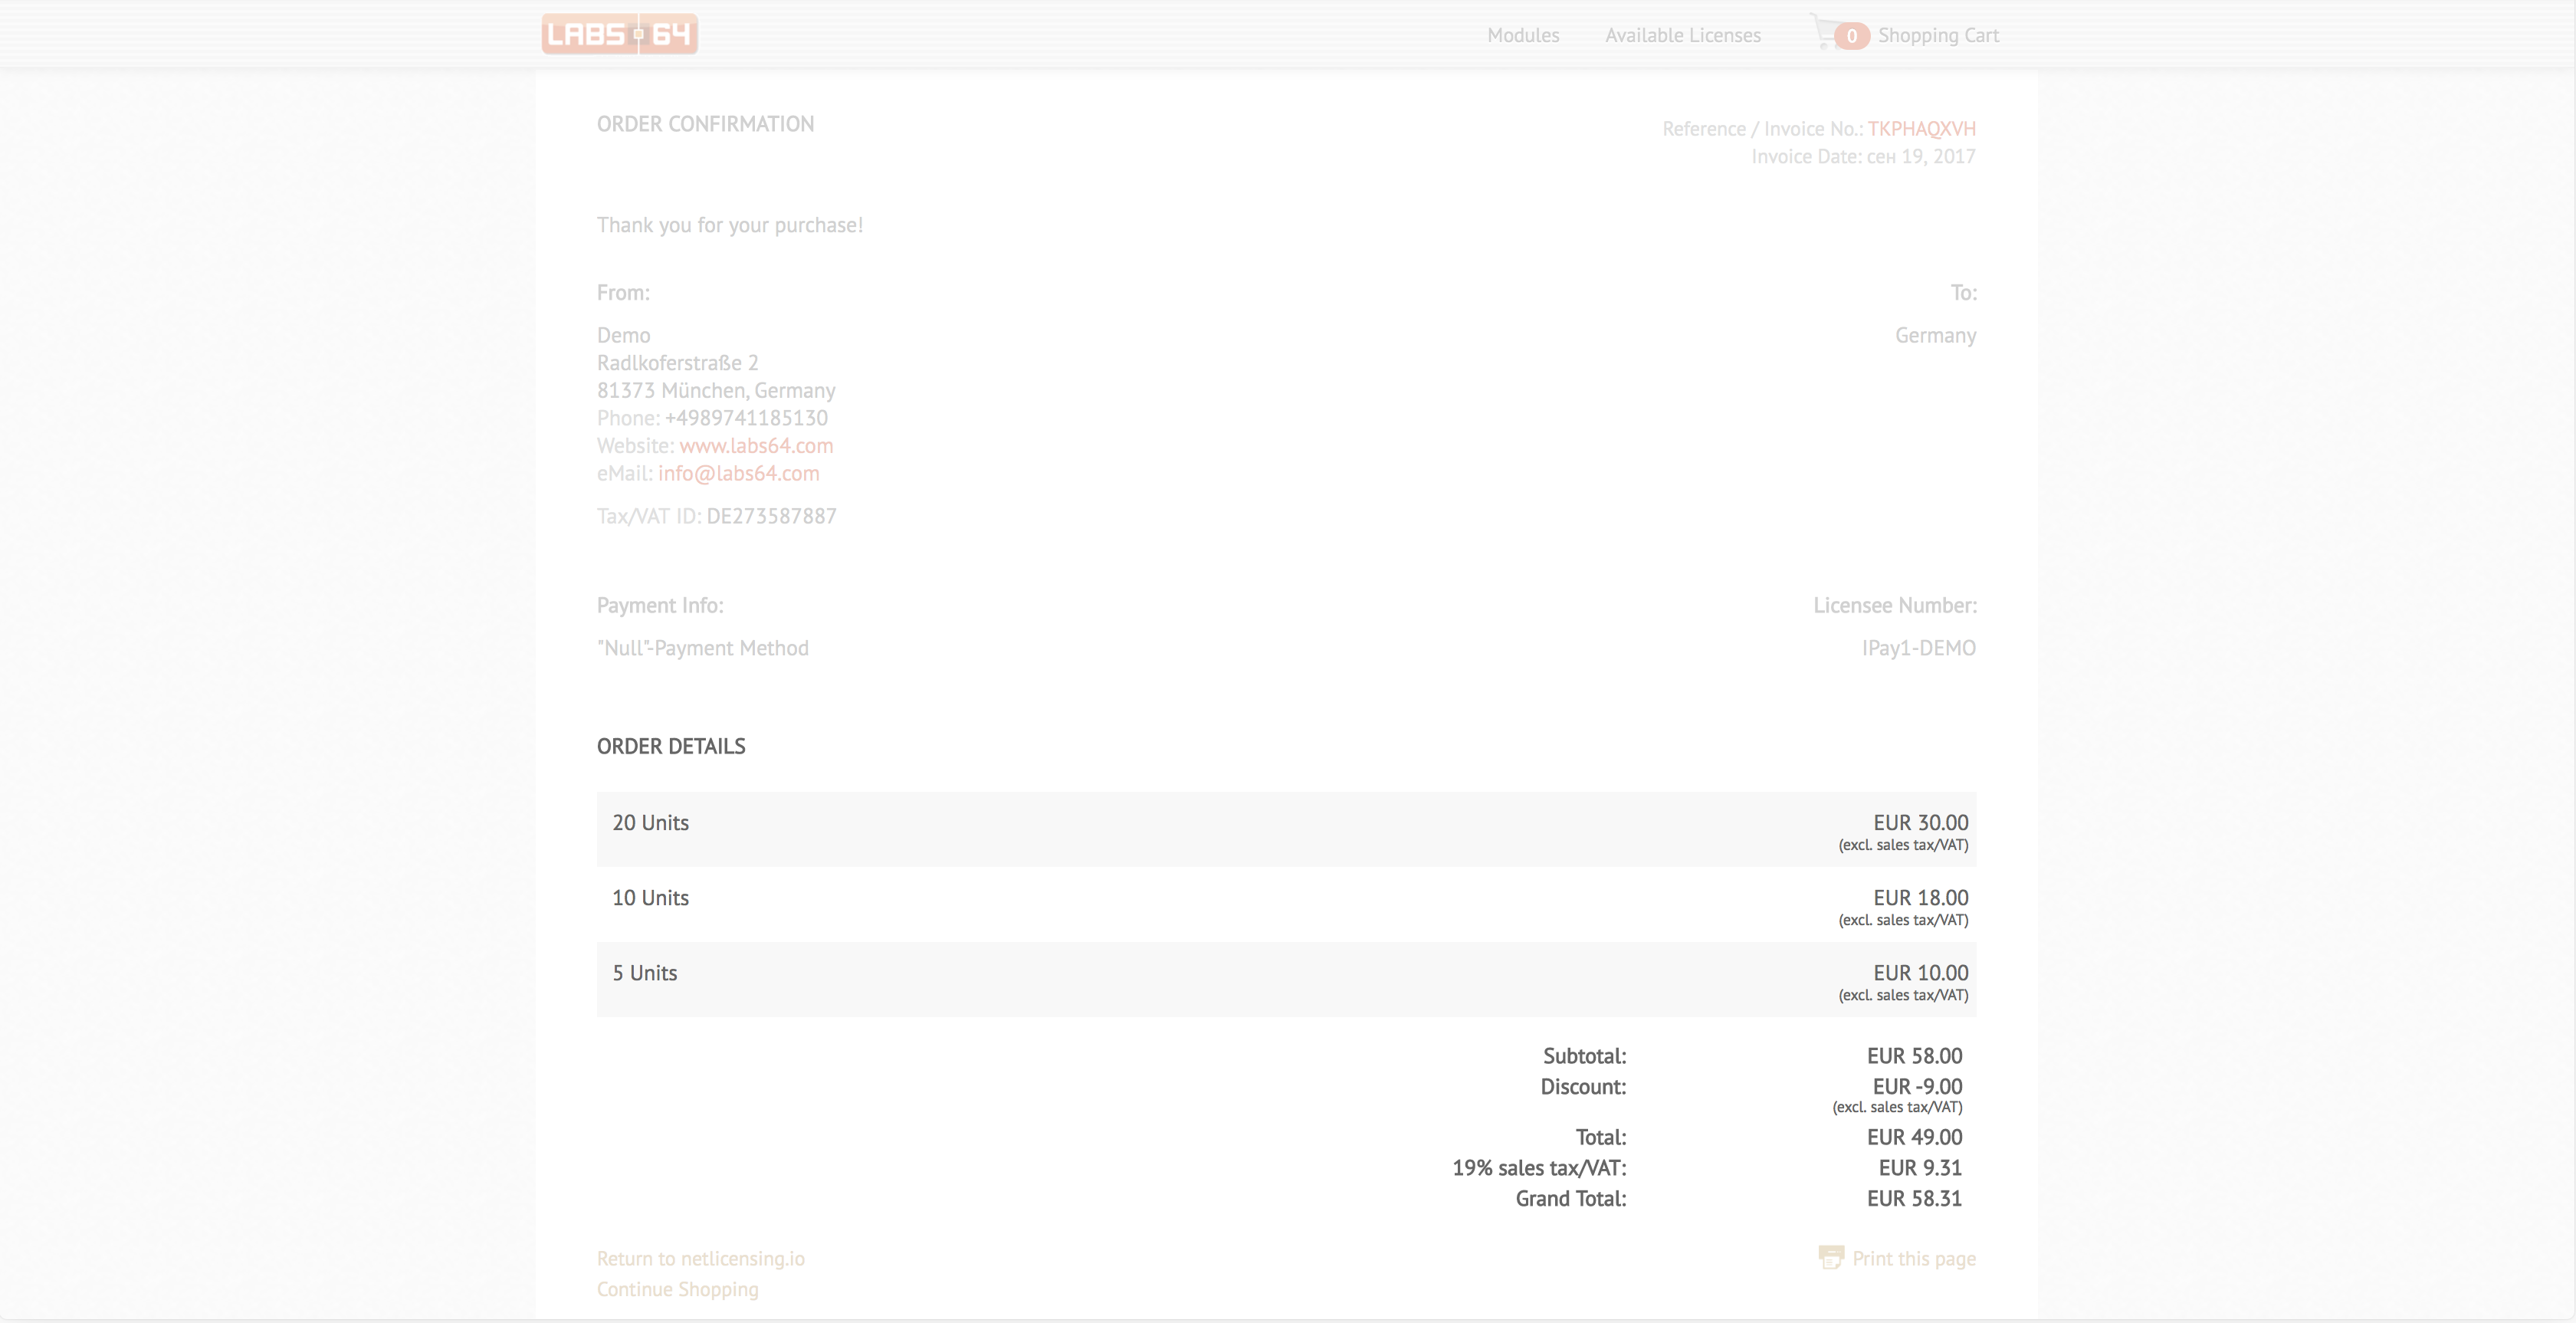 LABS 64
Modules
Available Licenses
0
Shopping Cart
ORDER CONFIRMATION
Reference / Invoice No.: TKPHAQXVH
Invoice Date: сен 19, 2017
Thank you for your purchase!
From:
To:
Demo
Germany
Radlkoferstraße 2
81373 München, Germany
Phone: +4989741185130
Website: www.labs64.com
eMail: info@labs64.com
Tax/VAT ID: DE273587887
Payment Info:
Licensee Number:
"Null"-Payment Method
IPay1-DEMO
ORDER DETAILS
20 Units
EUR 30.00
(excl. sales tax/VAT)
10 Units
EUR 18.00
(excl. sales tax/VAT)
5 Units
EUR 10.00
(excl. sales tax/VAT)
Subtotal: EUR 58.00
Discount: EUR -9.00
(excl. sales tax/VAT)
Total: EUR 49.00
19% sales tax/VAT: EUR 9.31
Grand Total: EUR 58.31
Return to netlicensing.io
Print this page
Continue Shopping